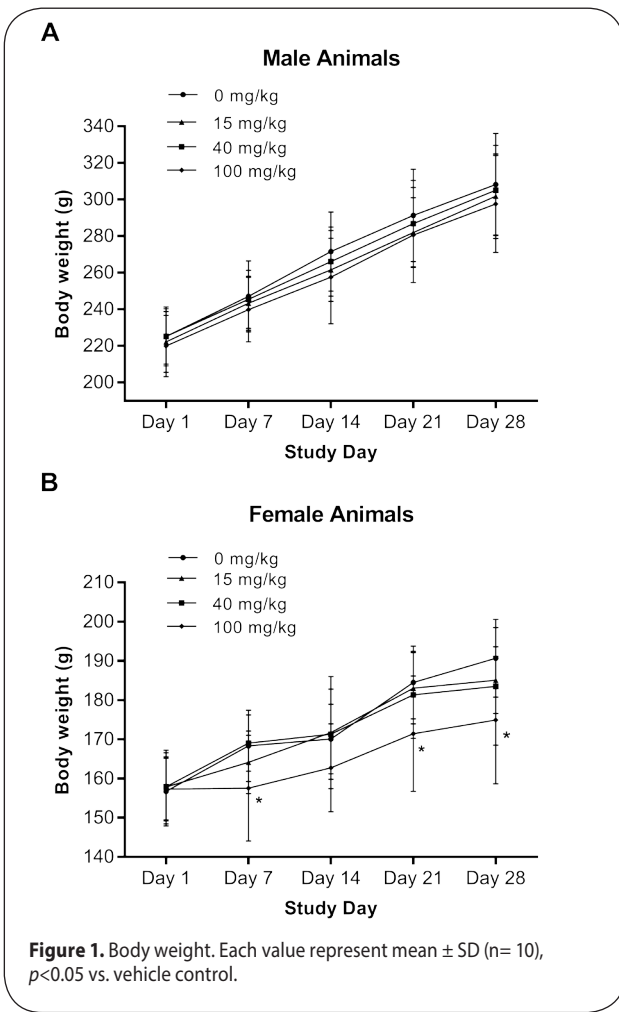 A
Male Animals
0 mg/kg
15 mg/kg
40 mg/kg
100 mg/kg
340
320
300
280
260
240
220
200
Body weight (g)
Day 1 Day 7 Day 14 Day 21 Day 28
Study Day
B
Female Animals
0 mg/kg
15 mg/kg
40 mg/kg
100 mg/kg
210
200
190
180
170
160
150
140
Body weight (g)
* * *
Day 1 Day 7 Day 14 Day 21 Day 28
Study Day
Figure 1. Body weight. Each value represent mean ± SD (n= 10),
p<0.05 vs. vehicle control.